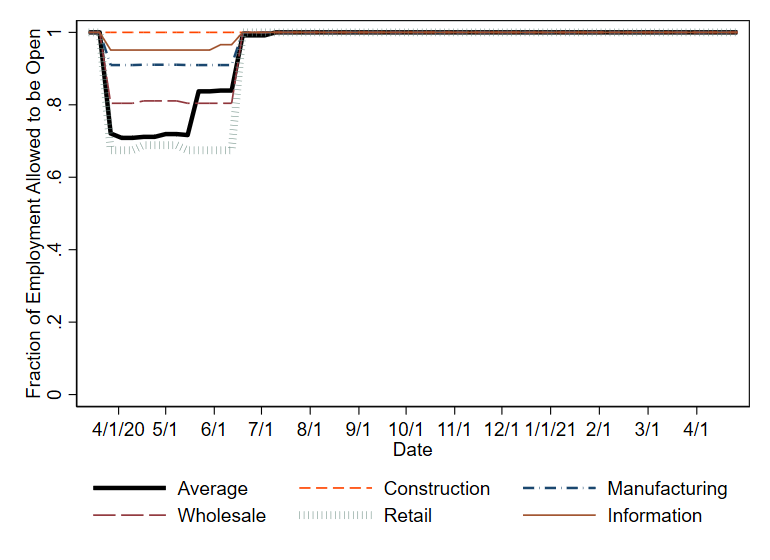 Fraction of Employment Allowed to be Open
1
.8
.6
.4
.2
0
4/1/20 5/1 6/1 7/1 8/1 9/1 10/1 11/1 12/1 1/1/21 2/1 3/1 4/1
Date
Average Construction Manufacturing
Wholesale Retail Information